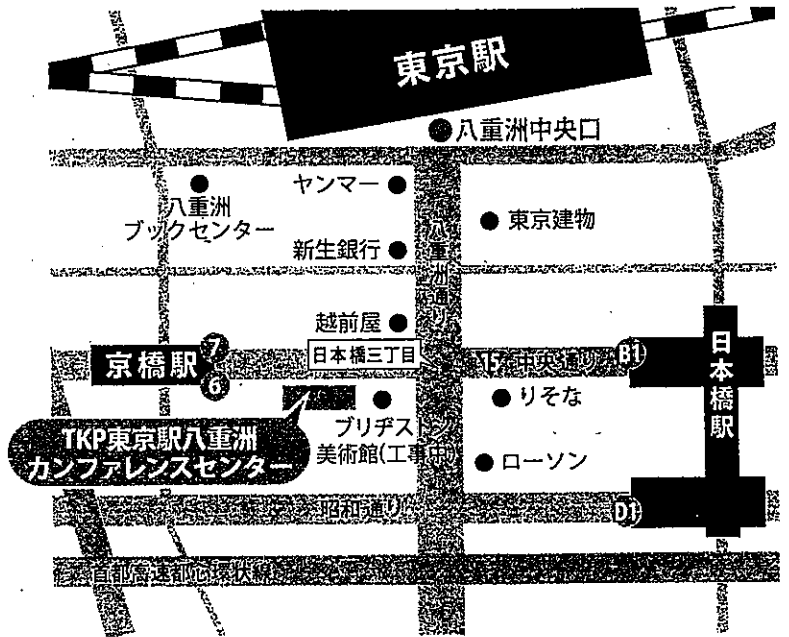 東京駅
八重洲中央口
ヤンマー
八重洲
ブックセンター
東京建物
新生銀行
八重洲通り
越前屋
日本橋三丁目
15 中央通り
B1
日本橋駅
京橋駅
7
6
りそな
ブリヂストン
美術館(工事中)
TKP東京駅八重洲
カンファレンスセンター
ローソン
昭和通り
D1
首都高速都心環状線